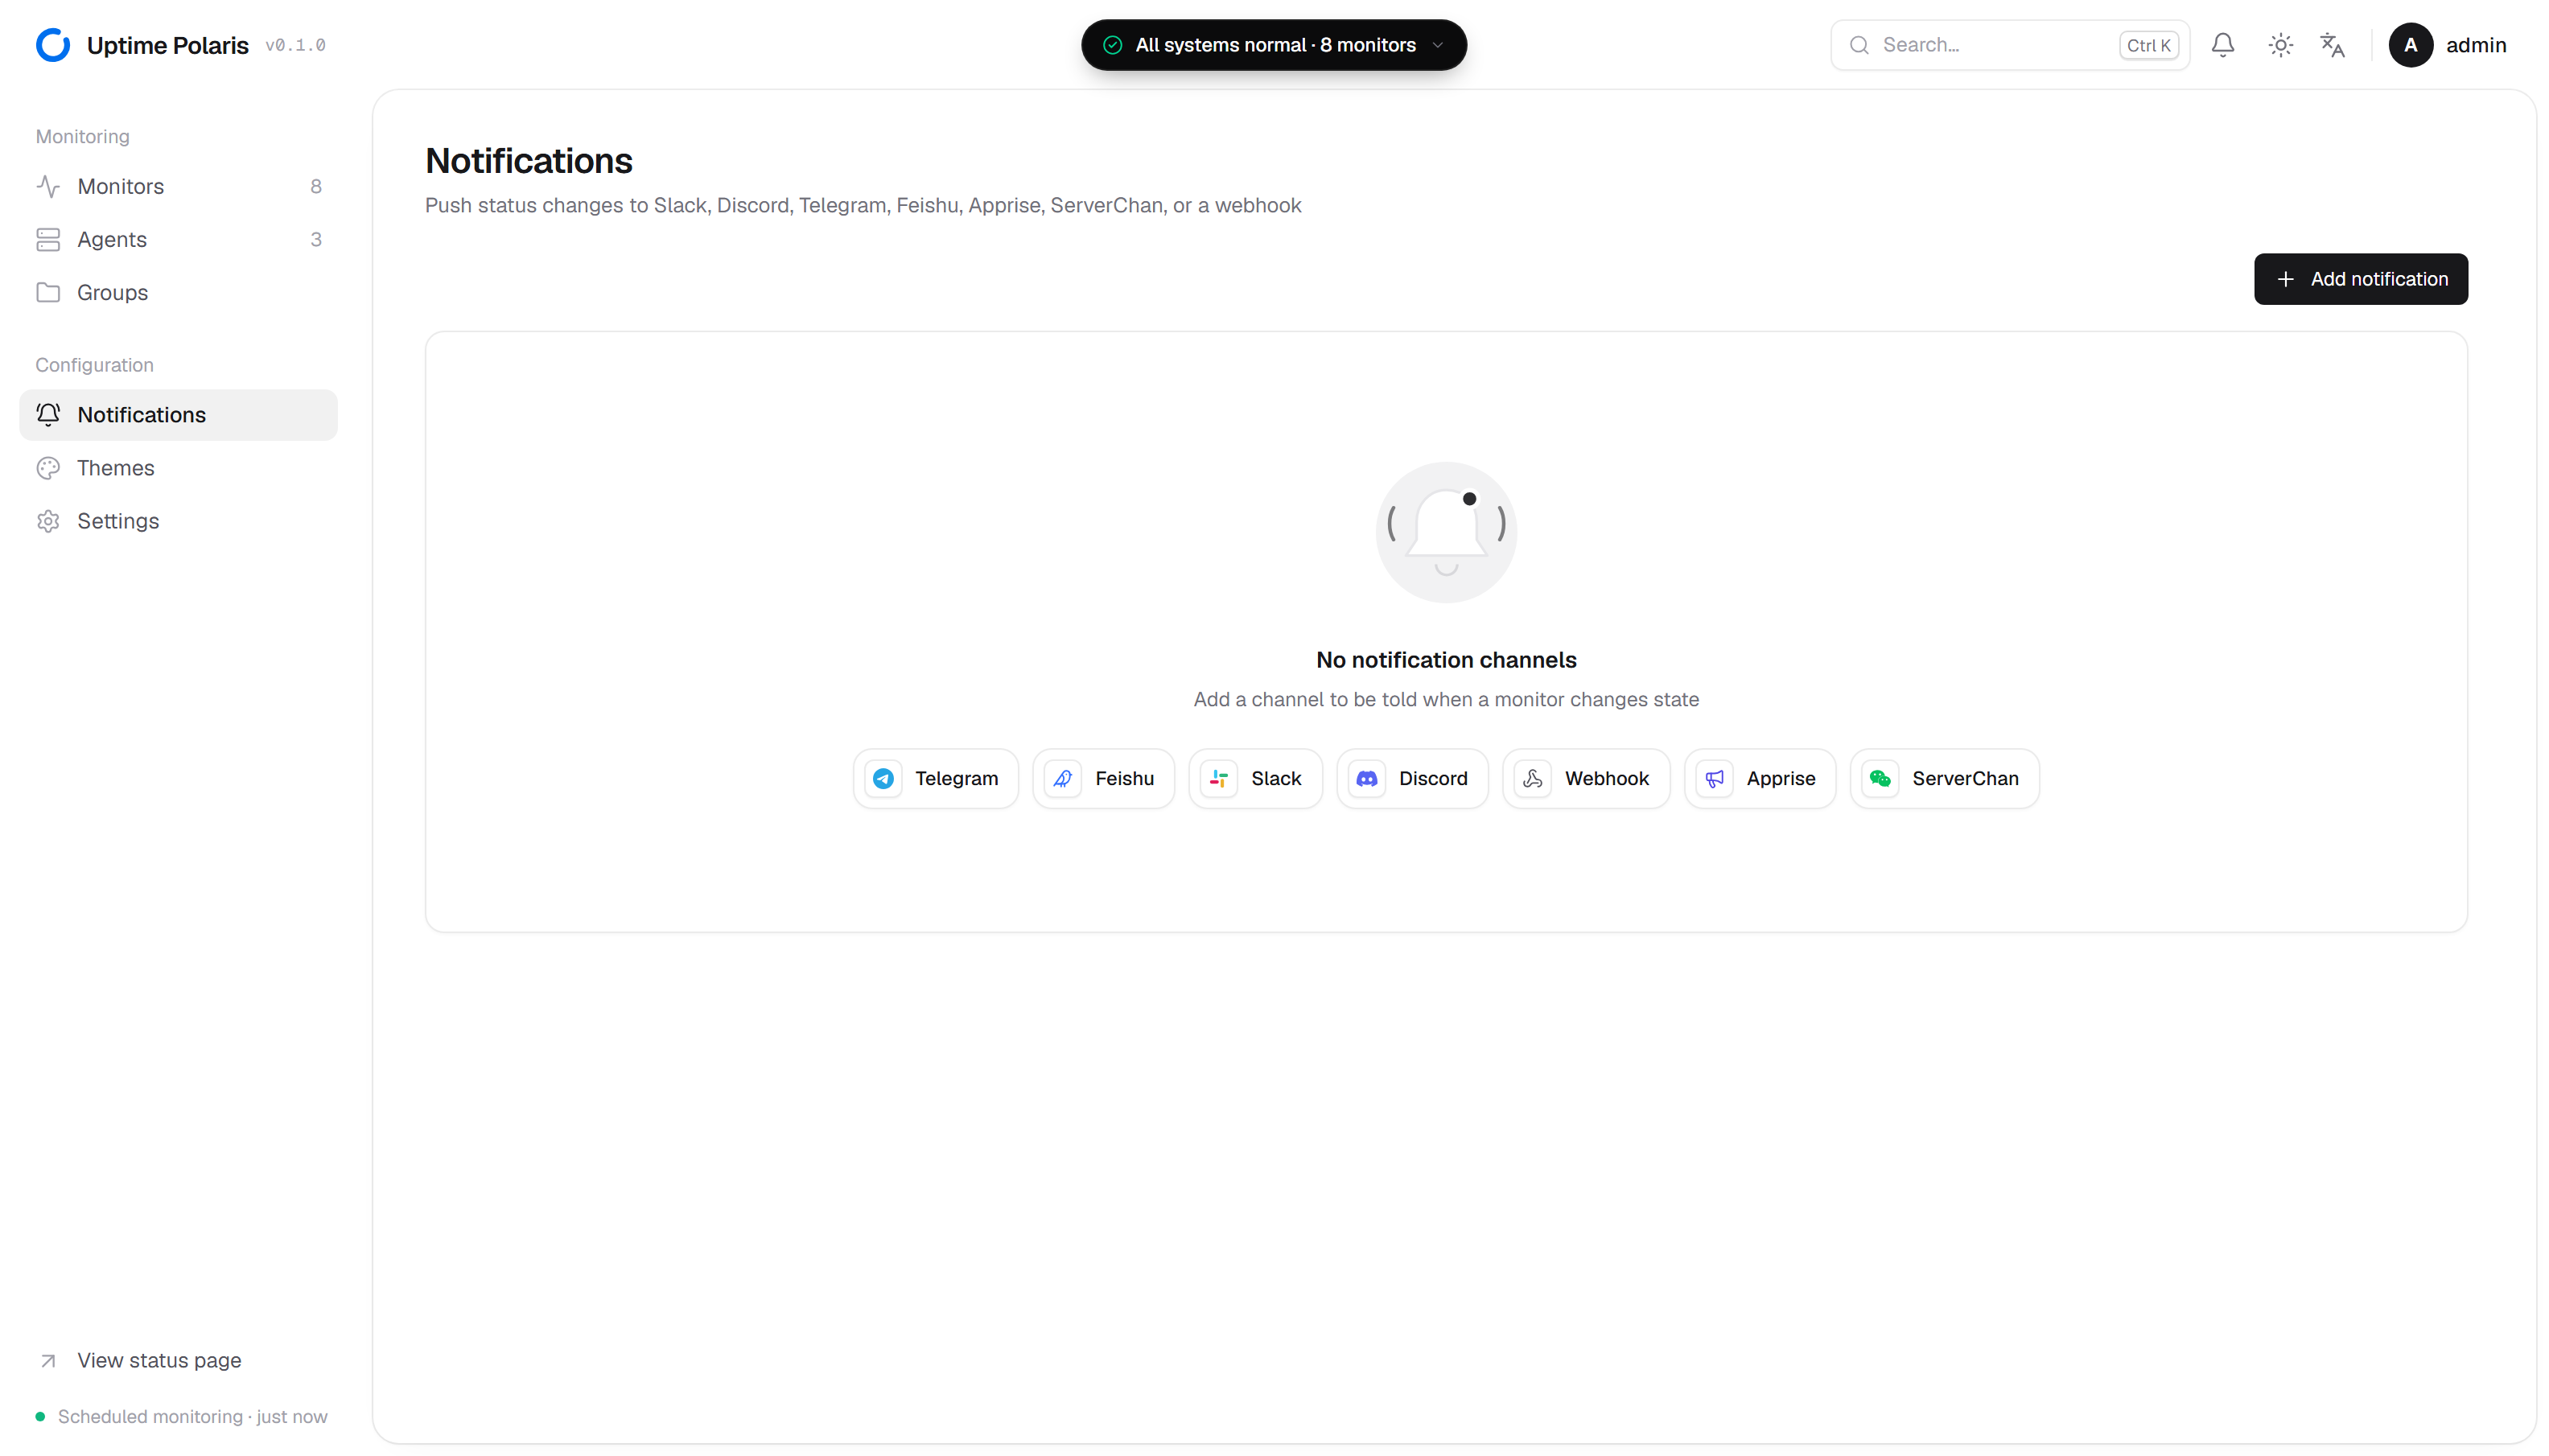 Uptime Polaris v0.1.0
All systems normal · 8 monitors
Search...
Ctrl K
A
admin
Monitoring
Monitors 8
Agents 3
Groups
Configuration
Notifications
Themes
Settings
View status page
Scheduled monitoring · just now
Notifications
Push status changes to Slack, Discord, Telegram, Feishu, Apprise, ServerChan, or a webhook
Add notification
No notification channels
Add a channel to be told when a monitor changes state
Telegram Feishu Slack Discord Webhook Apprise ServerChan